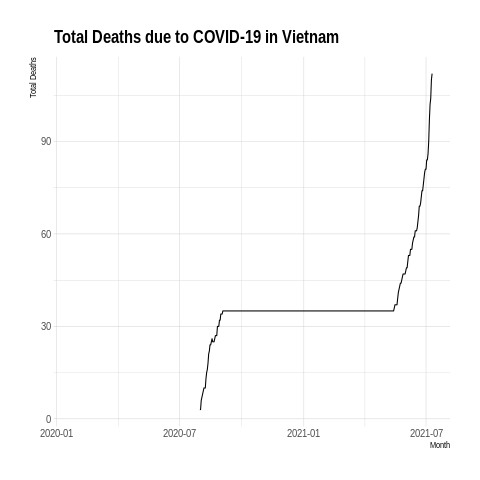 Total Deaths due to COVID-19 in Vietnam
Total Deaths
90
60
30
0
2020-01 2020-07 2021-01 2021-07
Month